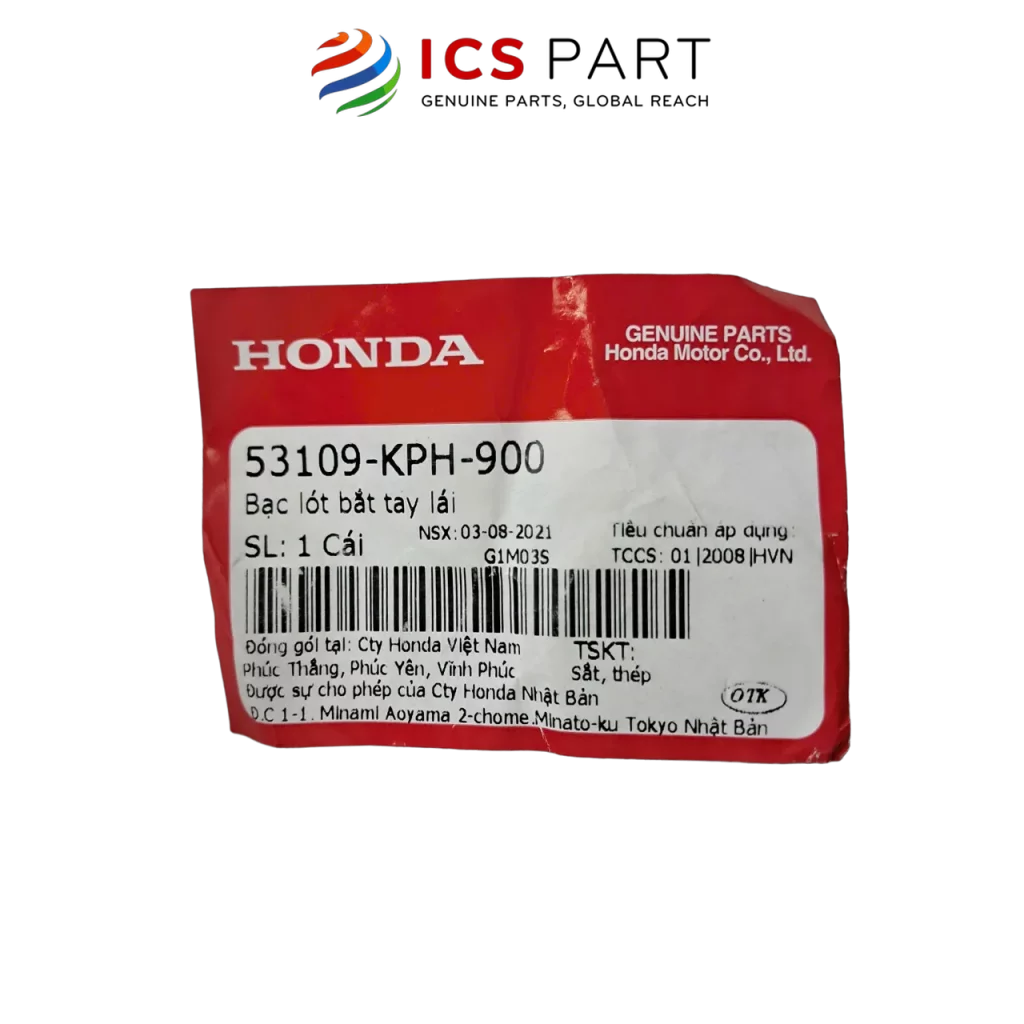 ICS PART
GENUINE PARTS, GLOBAL REACH
HONDA
GENUINE PARTS
Honda Motor Co., Ltd.
53109-KPH-900
Bạc lót bắt tay lái
SL: 1 Cái
NSX: 03-08-2021
G1M03S
Tiêu chuẩn áp dụng:
TCCS: 01|2008|HVN
Đóng gói tại: Cty Honda Việt Nam
Phúc Thắng, Phúc Yên, Vĩnh Phúc
TSKT:
Sắt, thép
Được sự cho phép của Cty Honda Nhật Bản
Đ.C 1-1. Minami Aoyama 2-chome.Minato-ku Tokyo Nhật Bản
OTK